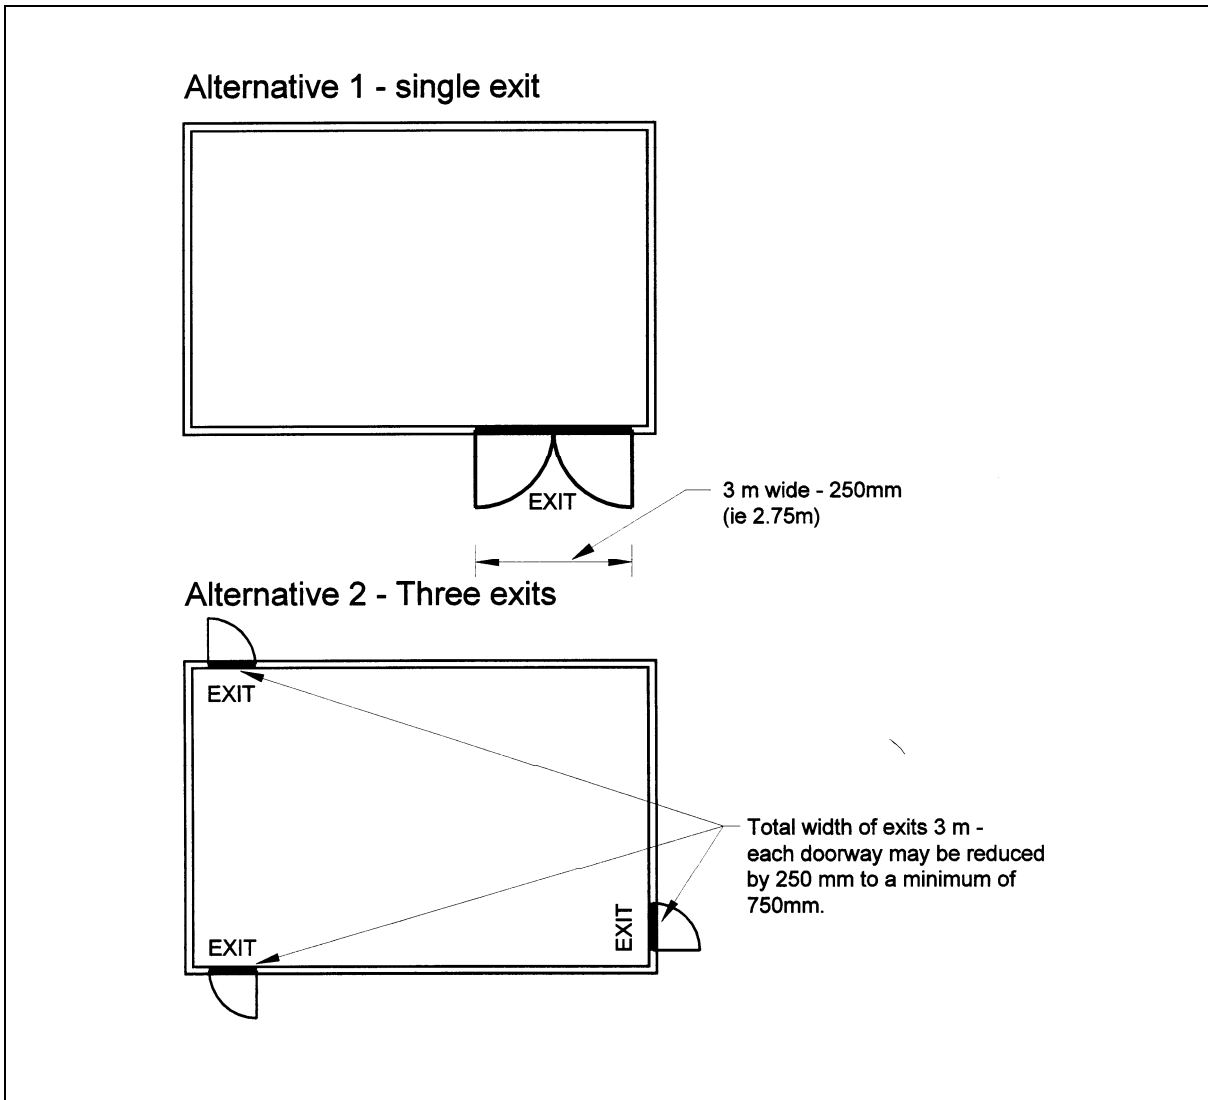 Alternative 1 - single exit
EXIT
3 m wide - 250mm
(ie 2.75m)
Alternative 2 - Three exits
EXIT
Total width of exits 3 m -
each doorway may be reduced
by 250 mm to a minimum of
750mm.
EXIT
EXIT